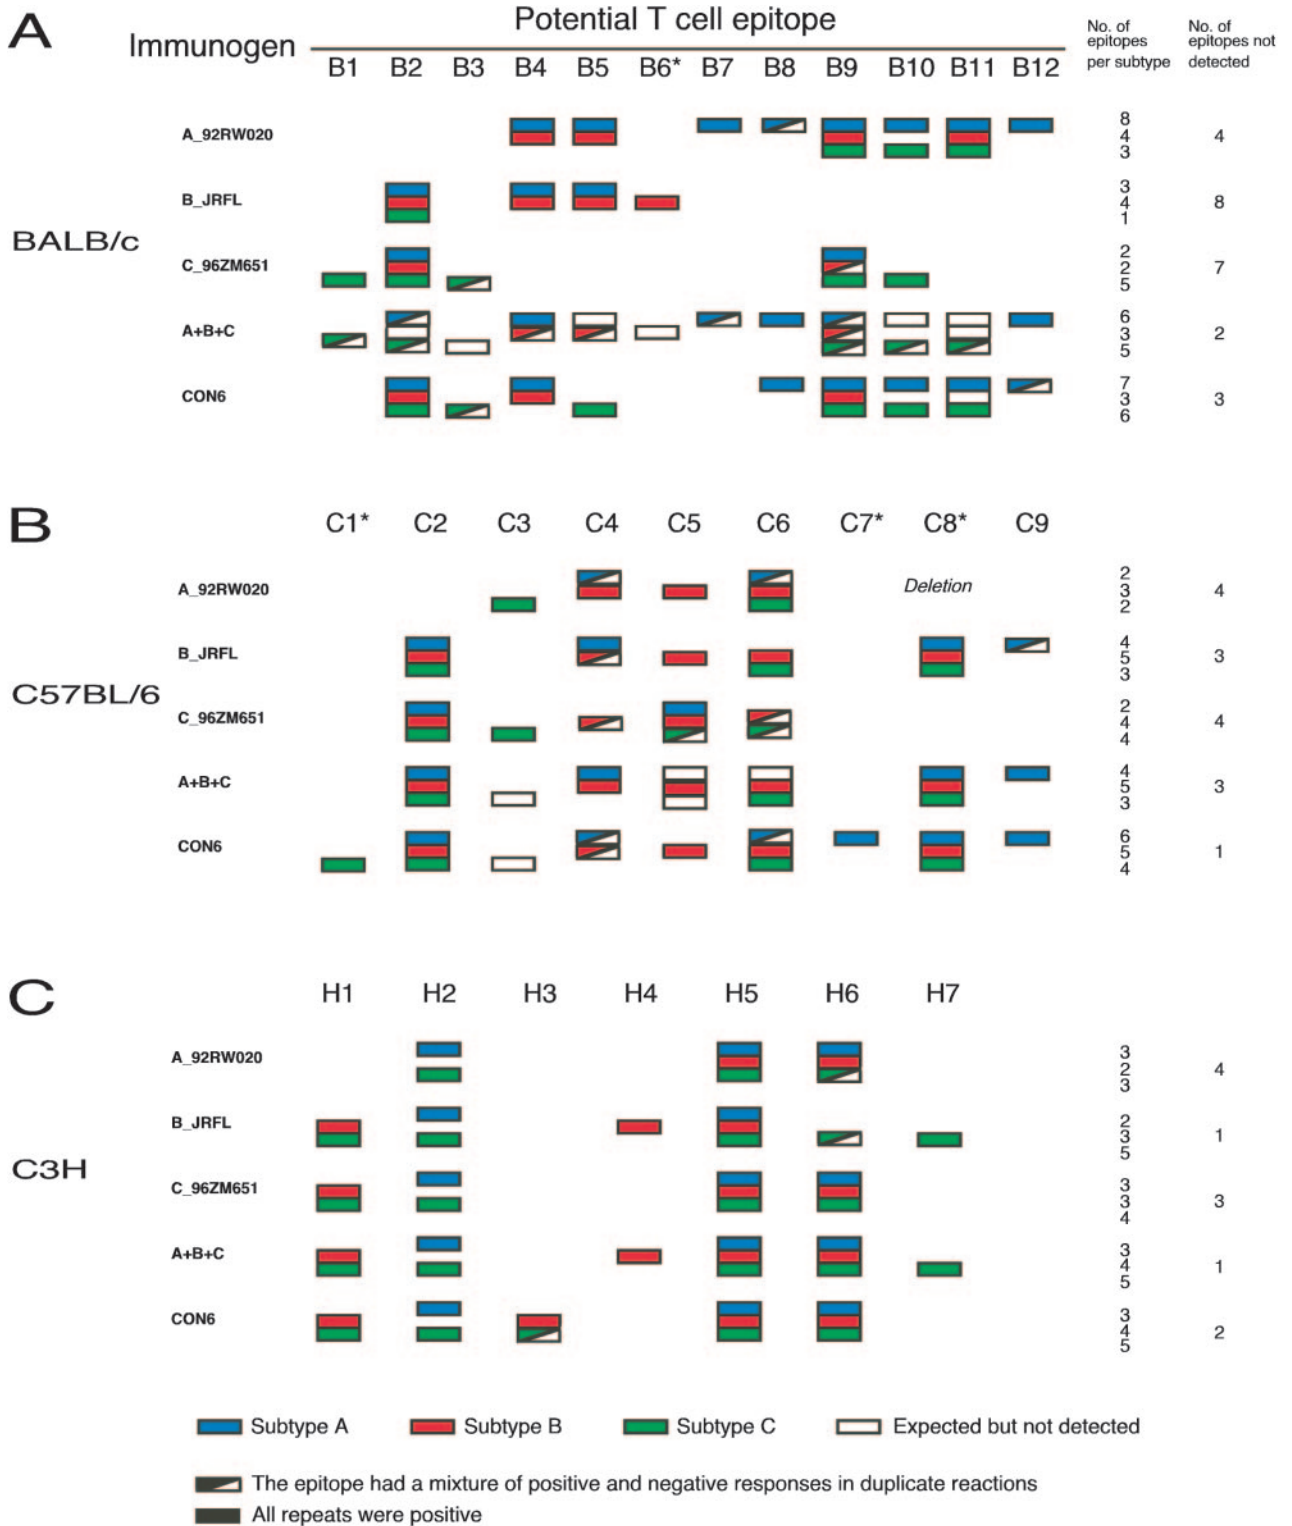 A
Potential T cell epitope
Immunogen
No. of epitopes per subtype
No. of epitopes not detected
B1 B2 B3 B4 B5 B6* B7 B8 B9 B10 B11 B12
BALB/c
A_92RW020
8
4
3
4
B_JRFL
3
4
1
8
C_96ZM651
2
2
5
7
A+B+C
6
3
5
2
CON6
7
3
6
3
B
C1* C2 C3 C4 C5 C6 C7* C8* C9
C57BL/6
A_92RW020
Deletion
2
3
2
4
B_JRFL
4
5
3
3
C_96ZM651
2
4
4
4
A+B+C
4
5
3
3
CON6
6
5
4
1
C
H1 H2 H3 H4 H5 H6 H7
C3H
A_92RW020
3
2
3
4
B_JRFL
2
3
5
1
C_96ZM651
3
3
4
3
A+B+C
3
4
5
1
CON6
3
4
5
2
Subtype A Subtype B Subtype C Expected but not detected
The epitope had a mixture of positive and negative responses in duplicate reactions
All repeats were positive